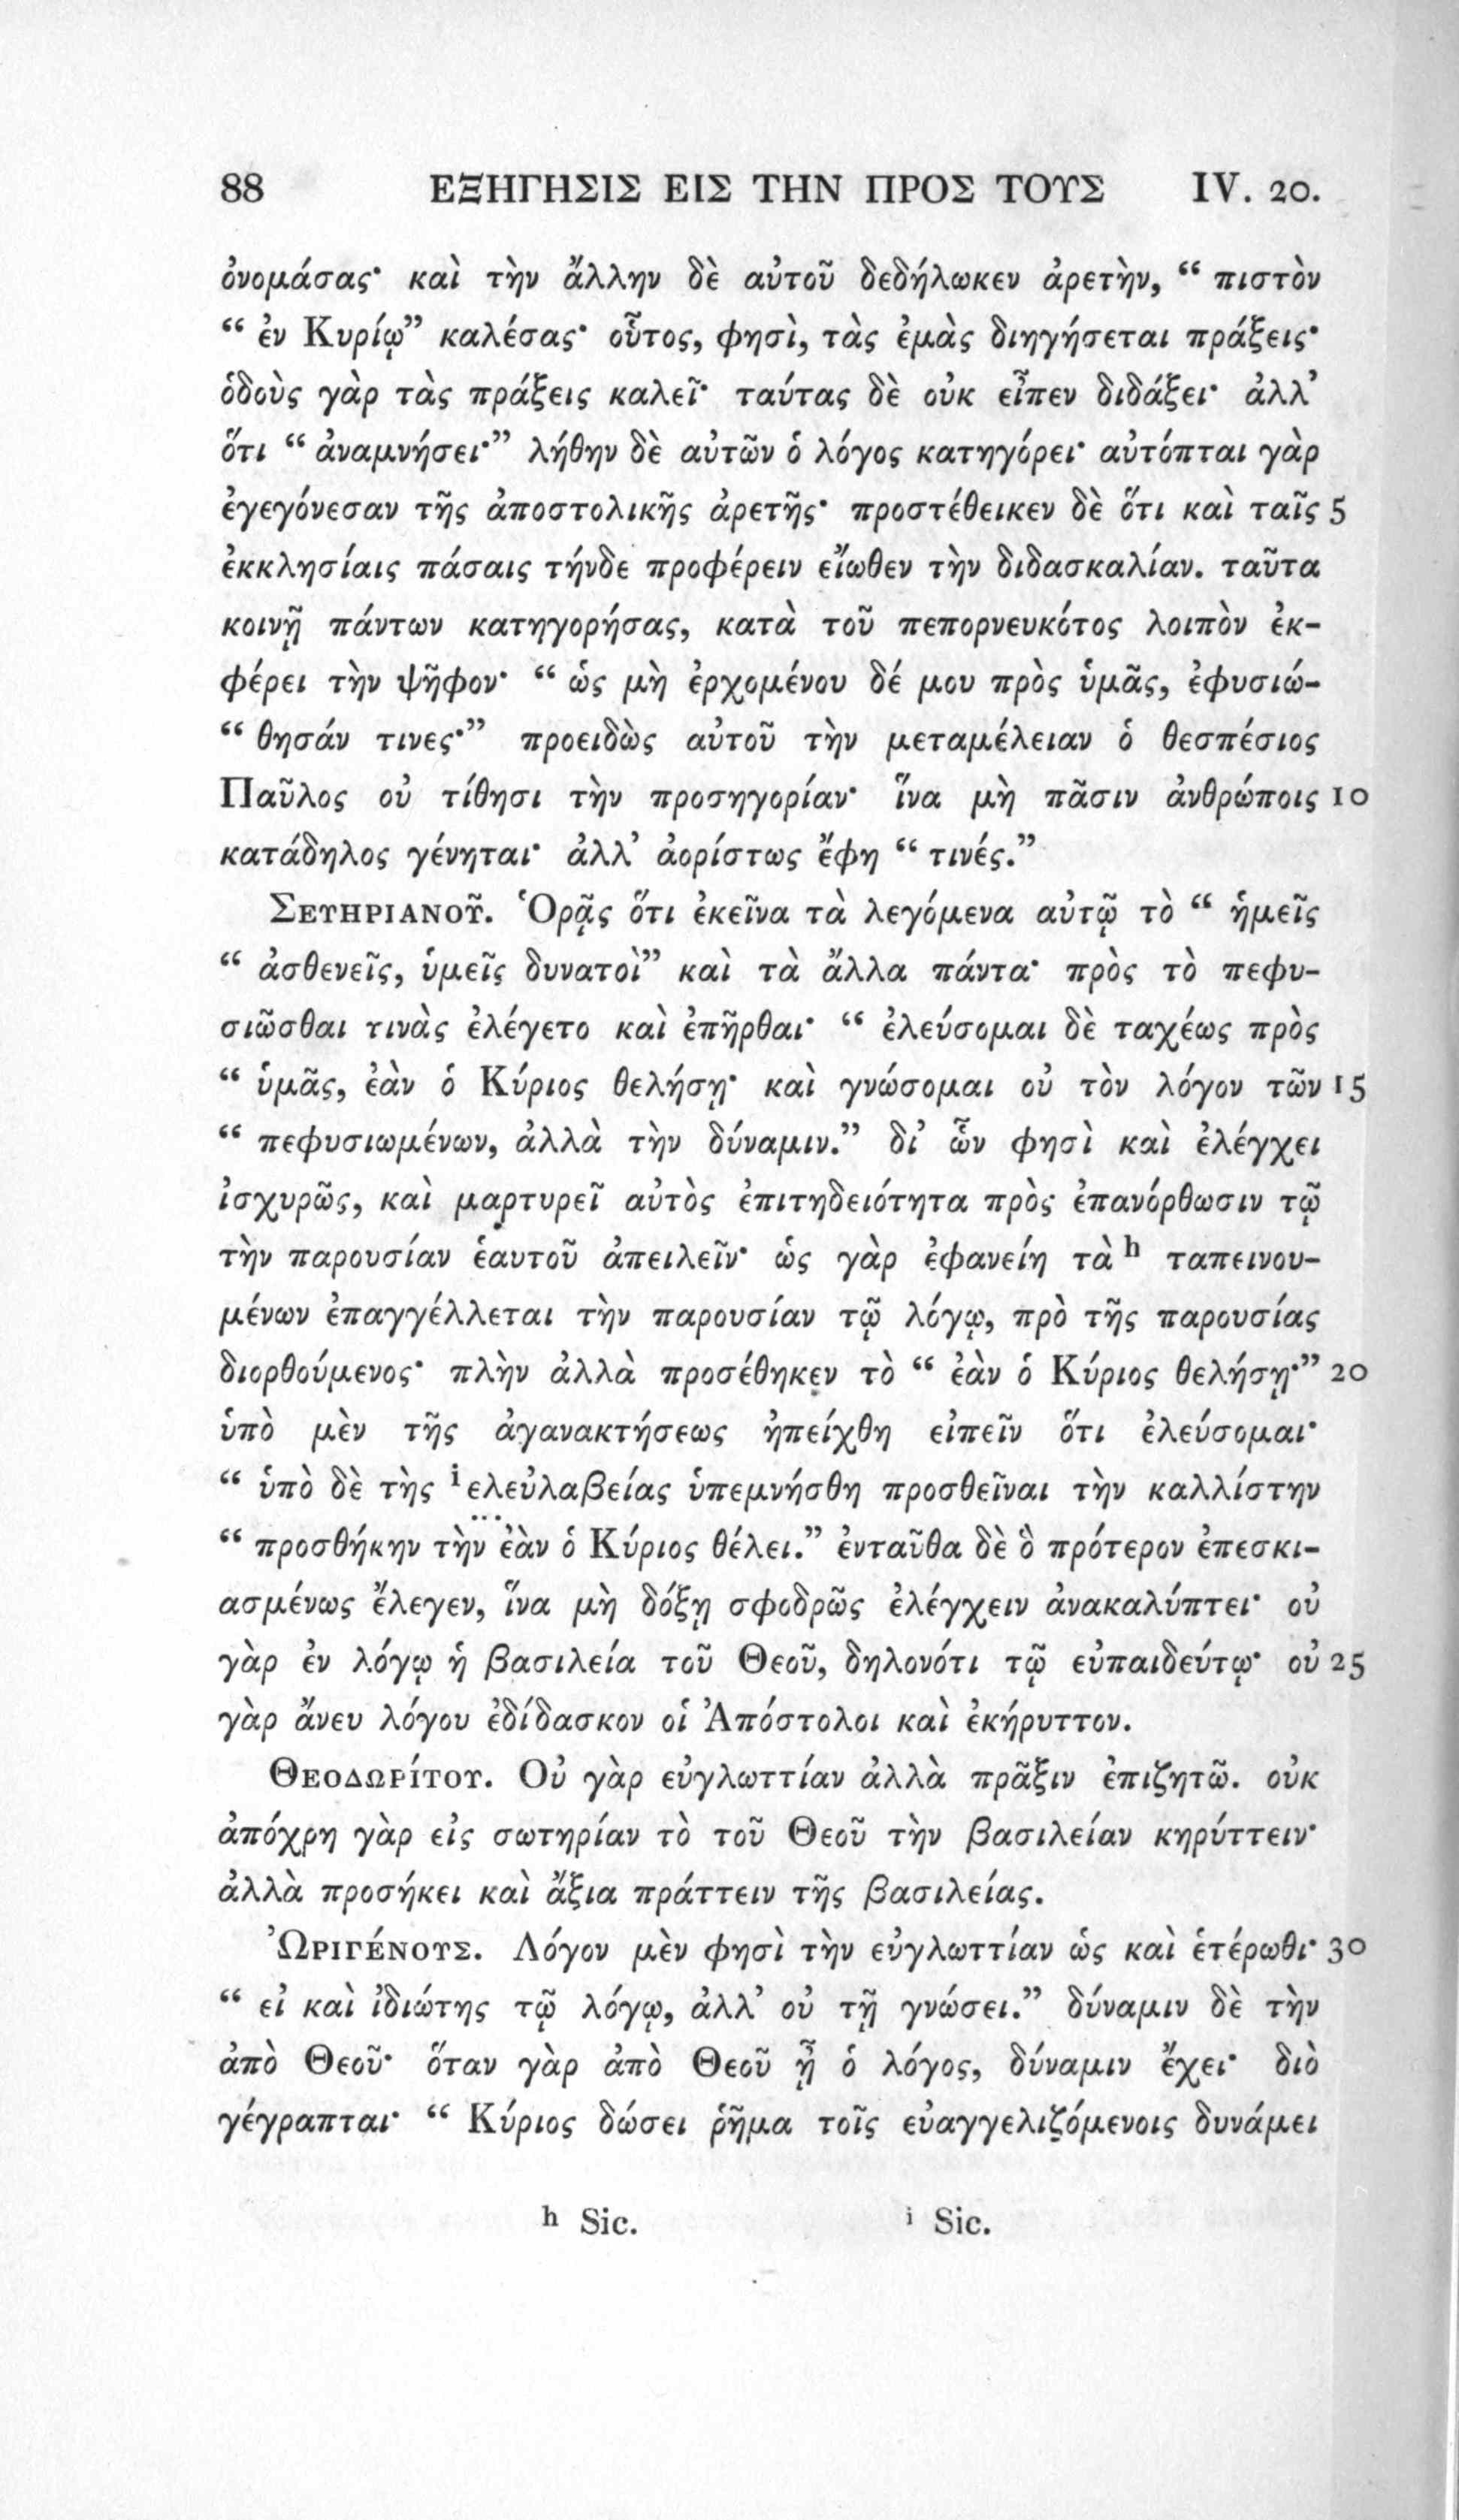 88 ΕΞΗΓΗΣΙΣ ΕΙΣ ΤΗΝ ΠΡΟΣ ΤΟΥΣ IV. 20.
ὀνομάσας· καὶ τὴν ἄλλην δὲ αὐτοῦ δεδήλωκεν ἀρετὴν, “ πιστὸν
“ ἐν Κυρίῳ” καλέσας· οὗτος, φησὶ, τὰς ἐμὰς διηγήσεται πράξεις·
ὁδοὺς γὰρ τὰς πράξεις καλεῖ· ταύτας δὲ οὐκ εἶπεν διδάξει· ἀλλ’
ὅτι “ ἀναμνήσει·” λήθην δὲ αὐτῶν ὁ λόγος κατηγόρει· αὐτόπται γὰρ
ἐγεγόνεσαν τῆς ἀποστολικῆς ἀρετῆς· προστέθεικεν δὲ ὅτι καὶ ταῖς 5
ἐκκλησίαις πάσαις τήνδε προφέρειν εἴωθεν τὴν διδασκαλίαν. ταῦτα
κοινῇ πάντων κατηγορήσας, κατὰ τοῦ πεπορνευκότος λοιπὸν ἐκ-
φέρει τὴν ψῆφον· “ ὡς μὴ ἐρχομένου δέ μου πρὸς ὑμᾶς, ἐφυσιώ-
“ θησάν τινες·” προειδὼς αὐτοῦ τὴν μεταμέλειαν ὁ θεσπέσιος
Παῦλος οὐ τίθησι τὴν προσηγορίαν· ἵνα μὴ πᾶσιν ἀνθρώποις 10
κατάδηλος γένηται· ἀλλ’ ἀορίστως ἔφη “ τινές.”
Σευηριανοῦ. Ὁρᾷς ὅτι ἐκεῖνα τὰ λεγόμενα αὐτῷ τὸ “ ἡμεῖς
“ ἀσθενεῖς, ὑμεῖς δυνατοὶ” καὶ τὰ ἄλλα πάντα· πρὸς τὸ πεφυ-
σιῶσθαι τινὰς ἐλέγετο καὶ ἐπῆρθαι· “ ἐλεύσομαι δὲ ταχέως πρὸς
“ ὑμᾶς, ἐὰν ὁ Κύριος θελήσῃ· καὶ γνώσομαι οὐ τὸν λόγον τῶν 15
“ πεφυσιωμένων, ἀλλὰ τὴν δύναμιν.” δι’ ὧν φησὶ καὶ ἐλέγχει
ἰσχυρῶς, καὶ μαρτυρεῖ αὐτὸς ἐπιτηδειότητα πρὸς ἐπανόρθωσιν τῷ
τὴν παρουσίαν ἑαυτοῦ ἀπειλεῖν· ὡς γὰρ ἐφανείη τὰ h ταπεινου-
μένων ἐπαγγέλλεται τὴν παρουσίαν τῷ λόγῳ, πρὸ τῆς παρουσίας
διορθούμενος· πλὴν ἀλλὰ προσέθηκεν τὸ “ ἐὰν ὁ Κύριος θελήσῃ·” 20
ὑπὸ μὲν τῆς ἀγανακτήσεως ἠπείχθη εἰπεῖν ὅτι ἐλεύσομαι·
“ ὑπὸ δὲ τὴς i ελεὐλαβείας ὑπεμνήσθη προσθεῖναι τὴν καλλίστην
“ προσθήκην τὴν ἐὰν ὁ Κύριος θέλει.” ἐνταῦθα δὲ ὃ πρότερον ἐπεσκι-
ασμένως ἔλεγεν, ἵνα μὴ δόξῃ σφοδρῶς ἐλέγχειν ἀνακαλύπτει· οὐ
γὰρ ἐν λόγῳ ἡ βασιλεία τοῦ Θεοῦ, δηλονότι τῷ εὐπαιδεύτῳ· οὐ 25
γὰρ ἄνευ λόγου ἐδίδασκον οἱ Ἀπόστολοι καὶ ἐκήρυττον.
Θεοδωρίτου. Οὐ γὰρ εὐγλωττίαν ἀλλὰ πρᾶξιν ἐπιζητῶ. οὐκ
ἀπόχρη γὰρ εἰς σωτηρίαν τὸ τοῦ Θεοῦ τὴν βασιλείαν κηρύττειν·
ἀλλὰ προσήκει καὶ ἄξια πράττειν τῆς βασιλείας.
Ὠριγένους. Λόγον μὲν φησὶ τὴν εὐγλωττίαν ὡς καὶ ἑτέρωθι· 30
“ εἰ καὶ ἰδιώτης τῷ λόγῳ, ἀλλ’ οὐ τῇ γνώσει.” δύναμιν δὲ τὴν
ἀπὸ Θεοῦ· ὅταν γὰρ ἀπὸ Θεοῦ ᾖ ὁ λόγος, δύναμιν ἔχει· διὸ
γέγραπται· “ Κύριος δώσει ῥῆμα τοῖς εὐαγγελιζόμενοις δυνάμει
h Sic. i Sic.